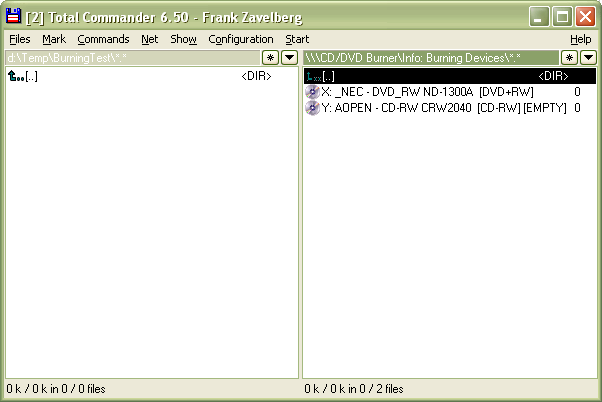 [2] Total Commander 6.50 - Frank Zavelberg
Files Mark Commands Net Show Configuration Start Help
d:\Temp\BurningTest\*.* * \\\CD/DVD Burner\Info: Burning Devices\*.* *
[..] <DIR>
[..] <DIR>
X: _NEC - DVD_RW ND-1300A [DVD+RW] 0
Y: AOPEN - CD-RW CRW2040 [CD-RW] [EMPTY] 0
0 k / 0 k in 0 / 0 files
0 k / 0 k in 0 / 2 files